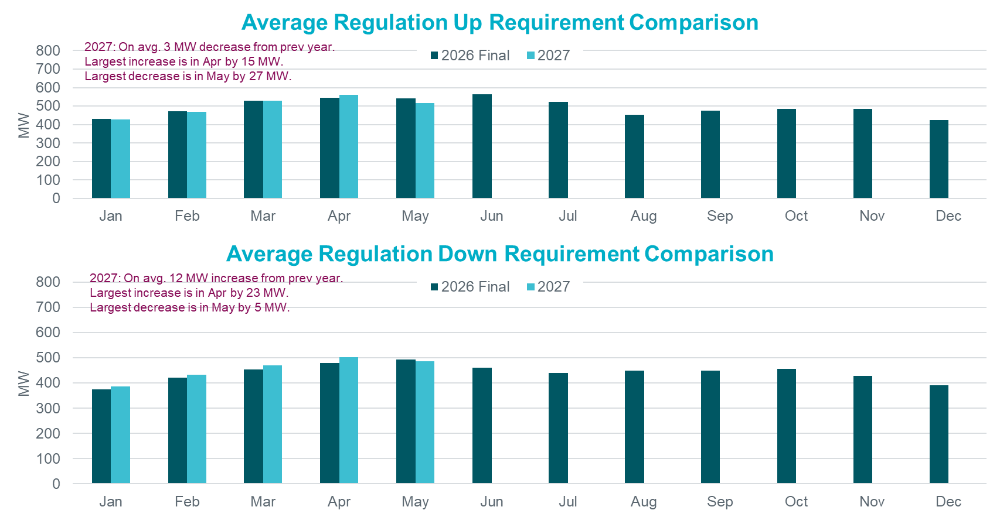 Average Regulation Up Requirement Comparison
2027: On avg. 3 MW decrease from prev year.
Largest increase is in Apr by 15 MW.
Largest decrease is in May by 27 MW.
2026 Final 2027
MW
800
700
600
500
400
300
200
100
0
Jan Feb Mar Apr May Jun Jul Aug Sep Oct Nov Dec
Average Regulation Down Requirement Comparison
2027: On avg. 12 MW increase from prev year.
Largest increase is in Apr by 23 MW.
Largest decrease is in May by 5 MW.
2026 Final 2027
MW
800
700
600
500
400
300
200
100
0
Jan Feb Mar Apr May Jun Jul Aug Sep Oct Nov Dec